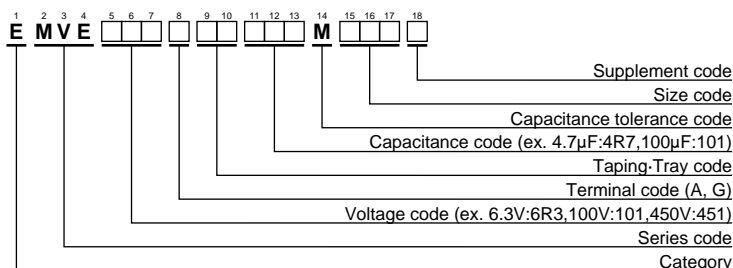 1 2 3 4 5 6 7 8 9 10 11 12 13 14 15 16 17 18
E M V E □□□ □ □□ □□□ M □□□ □
Supplement code
Size code
Capacitance tolerance code
Capacitance code (ex. 4.7μF:4R7,100μF:101)
Taping·Tray code
Terminal code (A, G)
Voltage code (ex. 6.3V:6R3,100V:101,450V:451)
Series code
Category